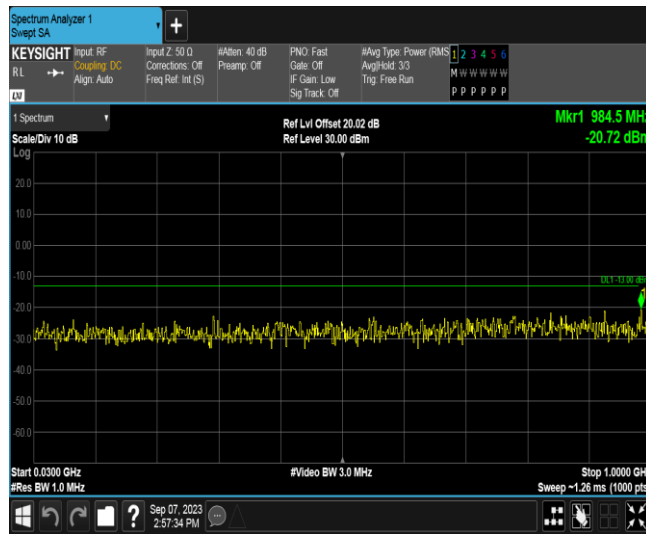 Spectrum Analyzer 1
Swept SA
+
KEYSIGHT
RL
LXI
Input: RF
Coupling: DC
Align: Auto
Input Z: 50 Ω
Corrections: Off
Freq Ref: Int (S)
#Atten: 40 dB
Preamp: Off
PNO: Fast
Gate: Off
IF Gain: Low
Sig Track: Off
#Avg Type: Power (RMS
Avg|Hold: 3/3
Trig: Free Run
1 2 3 4 5 6
M W W W W W
P P P P P P
1 Spectrum
Scale/Div 10 dB
Log
Ref Lvl Offset 20.02 dB
Ref Level 30.00 dBm
Mkr1 984.5 MHz
-20.72 dBm
20.0
10.0
0.00
-10.0
DL1 -13.00 dBm
-20.0
-30.0
-40.0
-50.0
-60.0
Start 0.0300 GHz
#Res BW 1.0 MHz
#Video BW 3.0 MHz
Stop 1.0000 GH
Sweep ~1.26 ms (1000 pts
?
Sep 07, 2023
2:57:34 PM